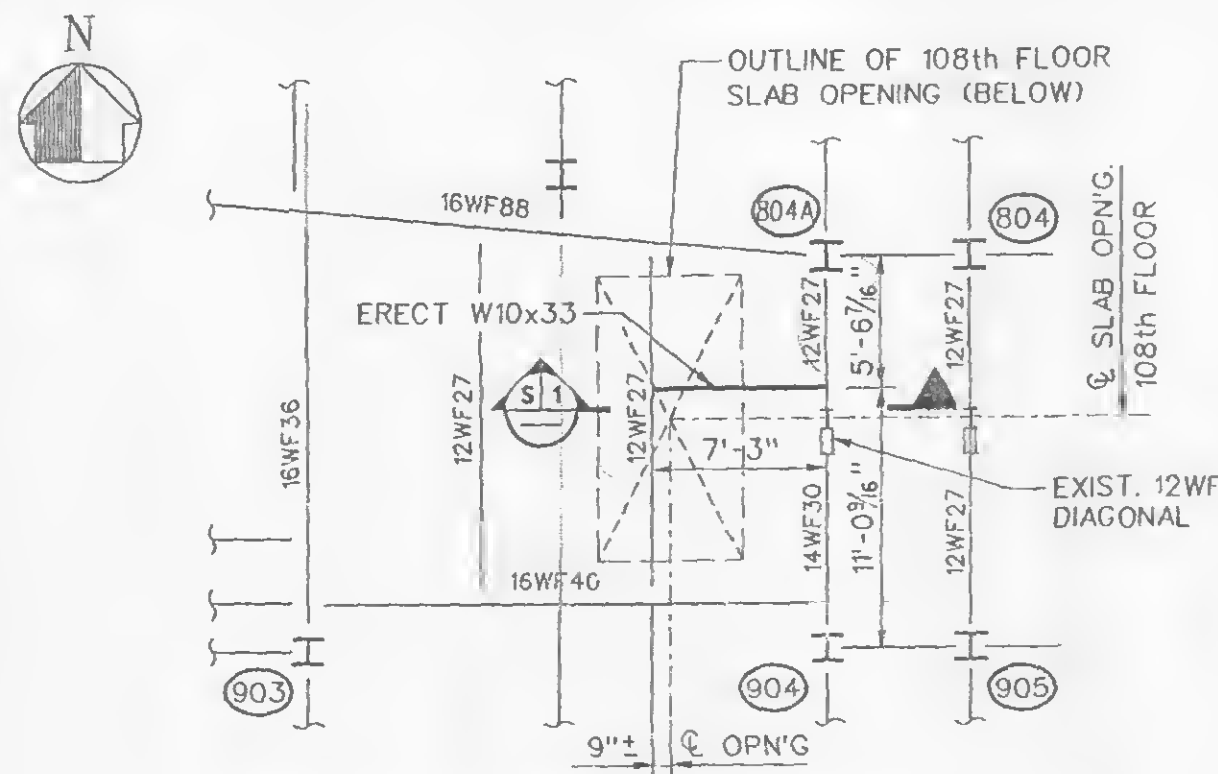 N
OUTLINE OF 108th FLOOR
SLAB OPENING (BELOW)
16WF88
804A
804
℄ SLAB OPN'G.
108th FLOOR
ERECT W10x33
12WF27
5'-6 7/16"
12WF27
S 1
16WF36
12WF27
12WF27
7'-3"
14WF30
11'-0 9/16"
12WF27
EXIST. 12WF
DIAGONAL
16WF40
903
904
905
9"± ℄ OPN'G